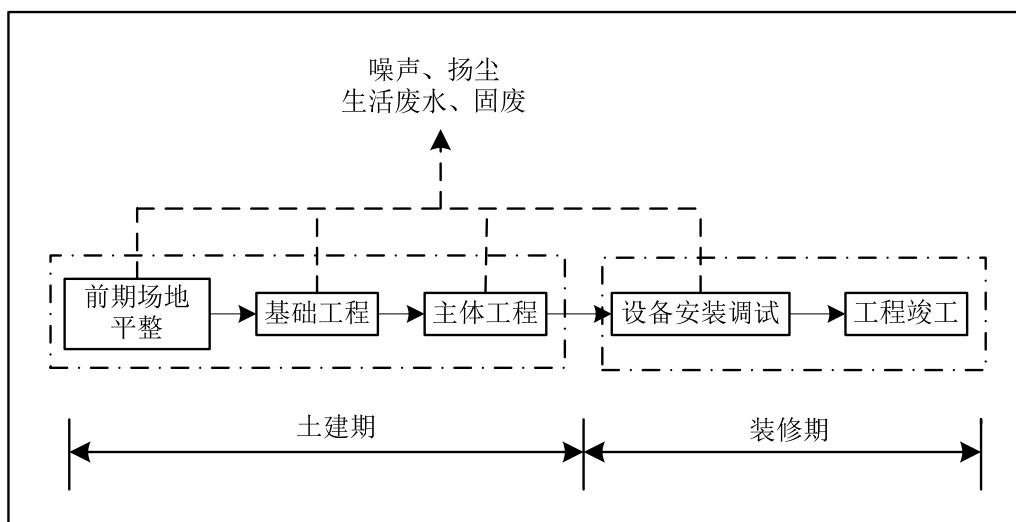 噪声、扬尘
生活废水、固废
前期场地
平整
基础工程
主体工程
设备安装调试
工程竣工
土建期
装修期